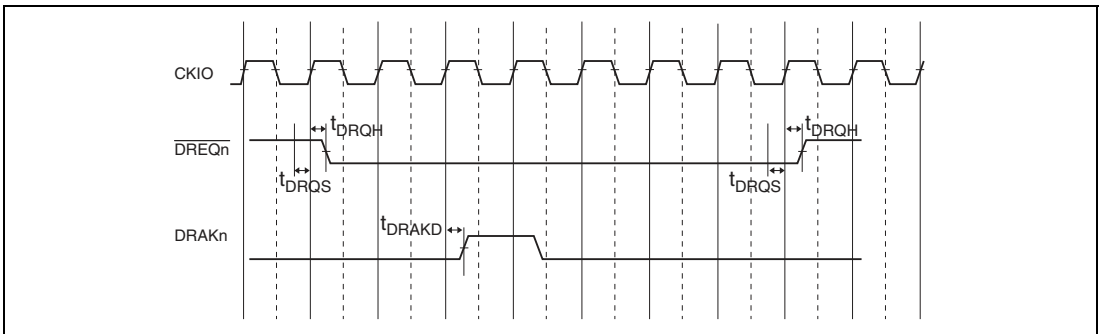 CKIO
tDRQH
tDRQH
DREQn
tDRQS
tDRQS
tDRAKD
DRAKn